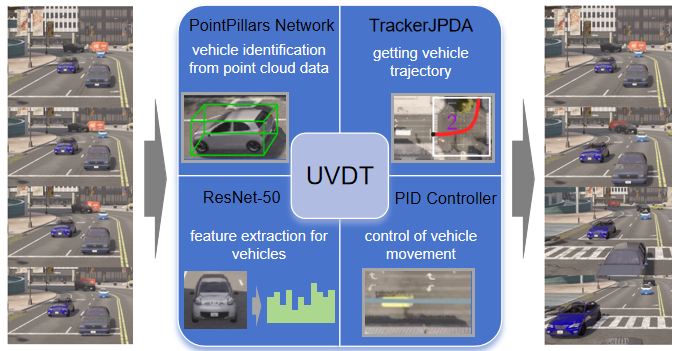 PointPillars Network
vehicle identification
from point cloud data
TrackerJPDA
getting vehicle
trajectory
2
UVDT
ResNet-50
feature extraction for
vehicles
PID Controller
control of vehicle
movement